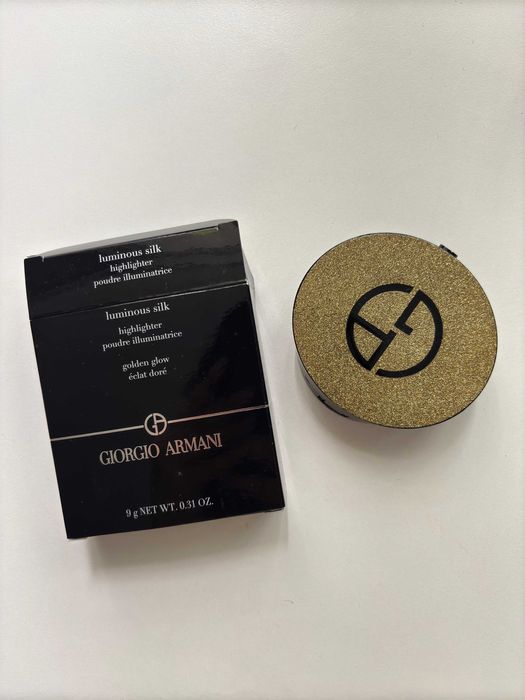 luminous silk
highlighter
poudre illuminatrice
luminous silk
highlighter
poudre illuminatrice
golden glow
éclat doré
GIORGIO ARMANI
9 g NET WT. 0.31 OZ.